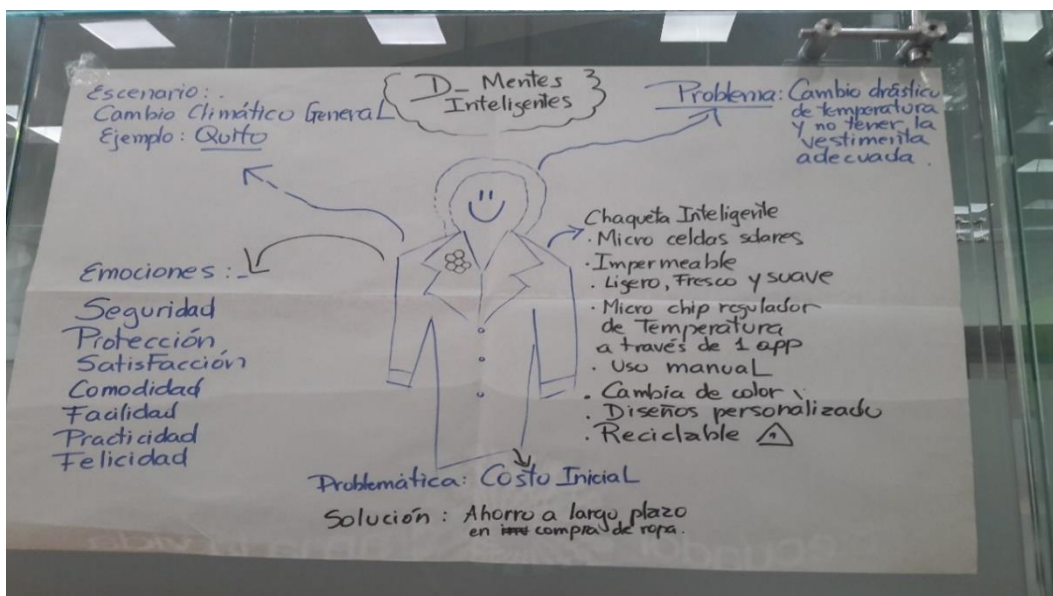 D_ Mentes
Inteligentes
Escenario:.
Cambio Climático General
Ejemplo: Quito
Problema: Cambio drástico
de temperatura
y no tener la
vestimenta
adecuada.
Chaqueta Inteligente
· Micro celdas solares
· Impermeable
· Ligero, Fresco y suave
· Micro chip regulador
de Temperatura
a través de 1 app
· Uso manual
· Cambia de color
· Diseños personalizado
· Reciclable
Emociones:
Seguridad
Protección
Satisfacción
Comodidad
Facilidad
Practicidad
Felicidad
Problemática: Costo Inicial
Solución: Ahorro a largo plazo
en compra de ropa.